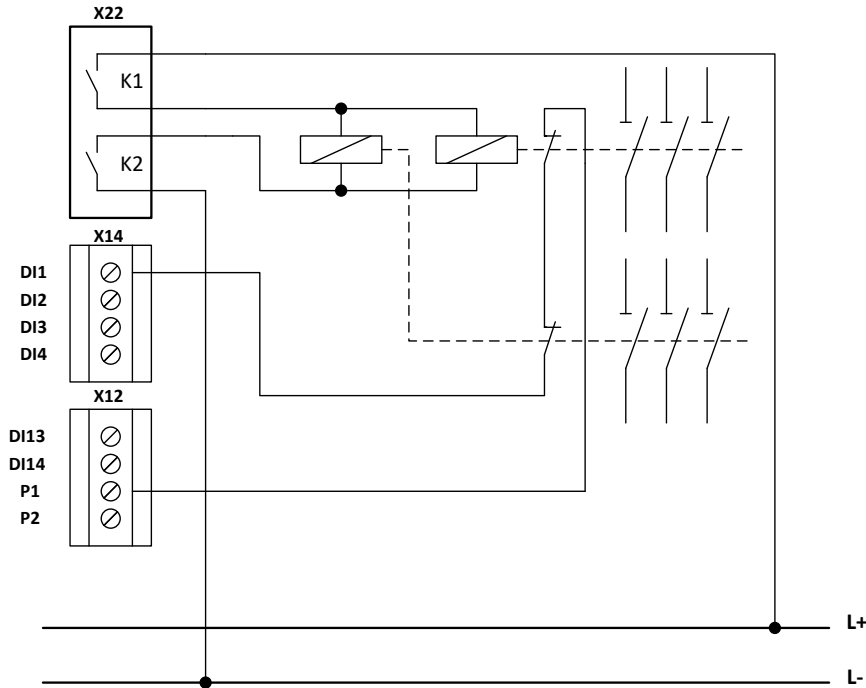 X22
K1
K2
X14
DI1
DI2
DI3
DI4
X12
DI13
DI14
P1
P2
L+
L-